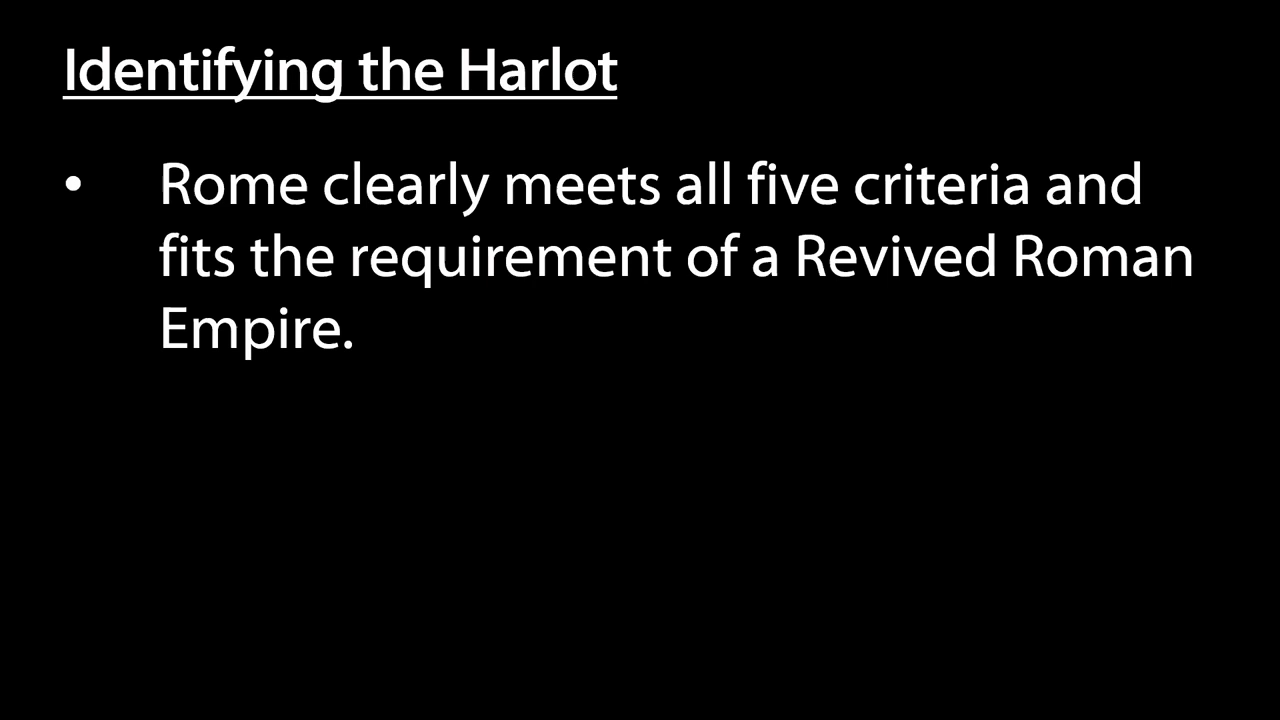 Identifying the Harlot
• Rome clearly meets all five criteria and
fits the requirement of a Revived Roman
Empire.